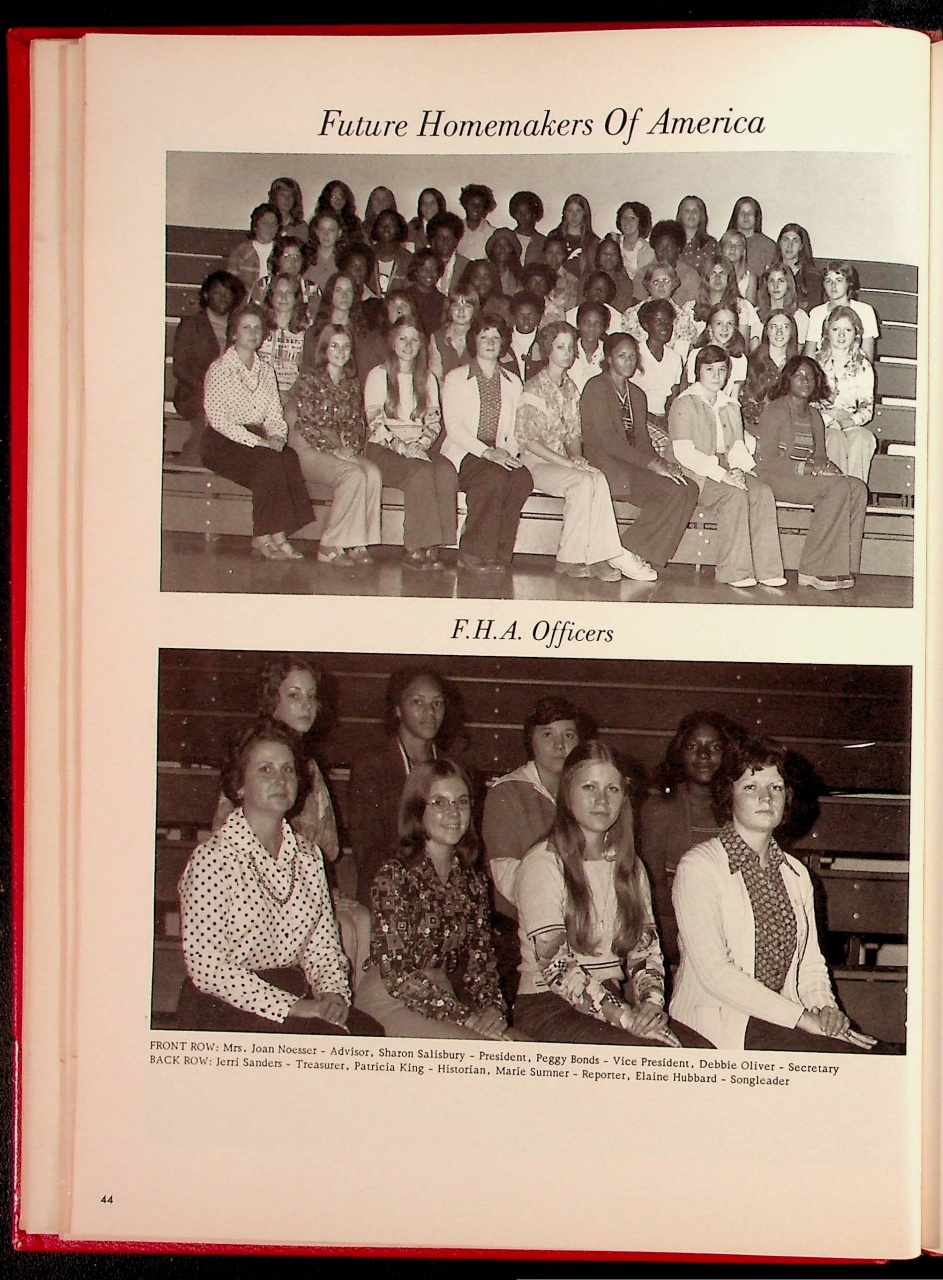 Future Homemakers Of America
F.H.A. Officers
FRONT ROW: Mrs. Joan Noesser - Advisor, Sharon Salisbury - President, Peggy Bonds - Vice President, Debbie Oliver - Secretary
BACK ROW: Jerri Sanders - Treasurer, Patricia King - Historian, Marie Sumner - Reporter, Elaine Hubbard - Songleader
44